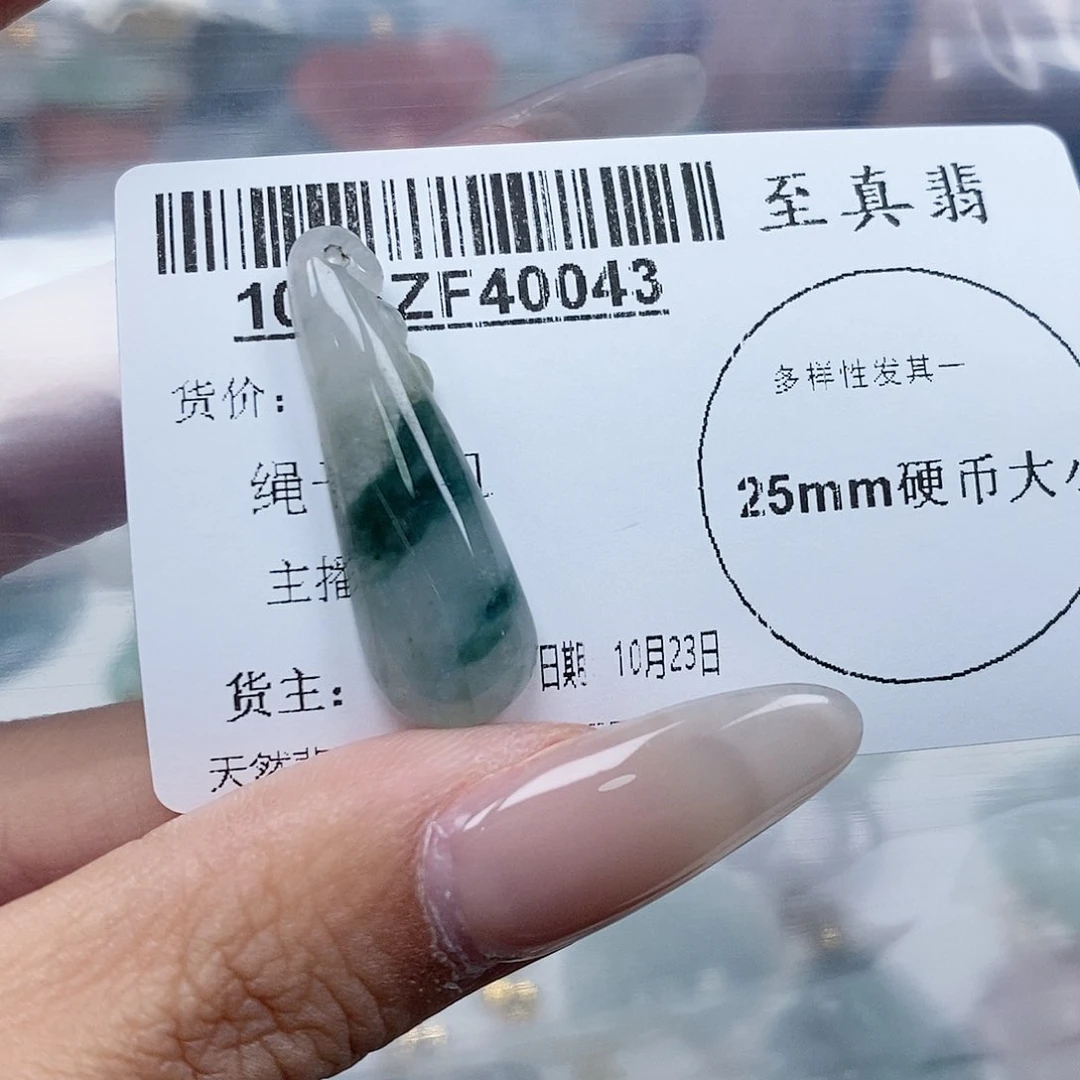 至真翡
ZF40043
货价：
多样性发其一
绳
25mm硬币大小
主播
日期 10月23日
货主：
天然